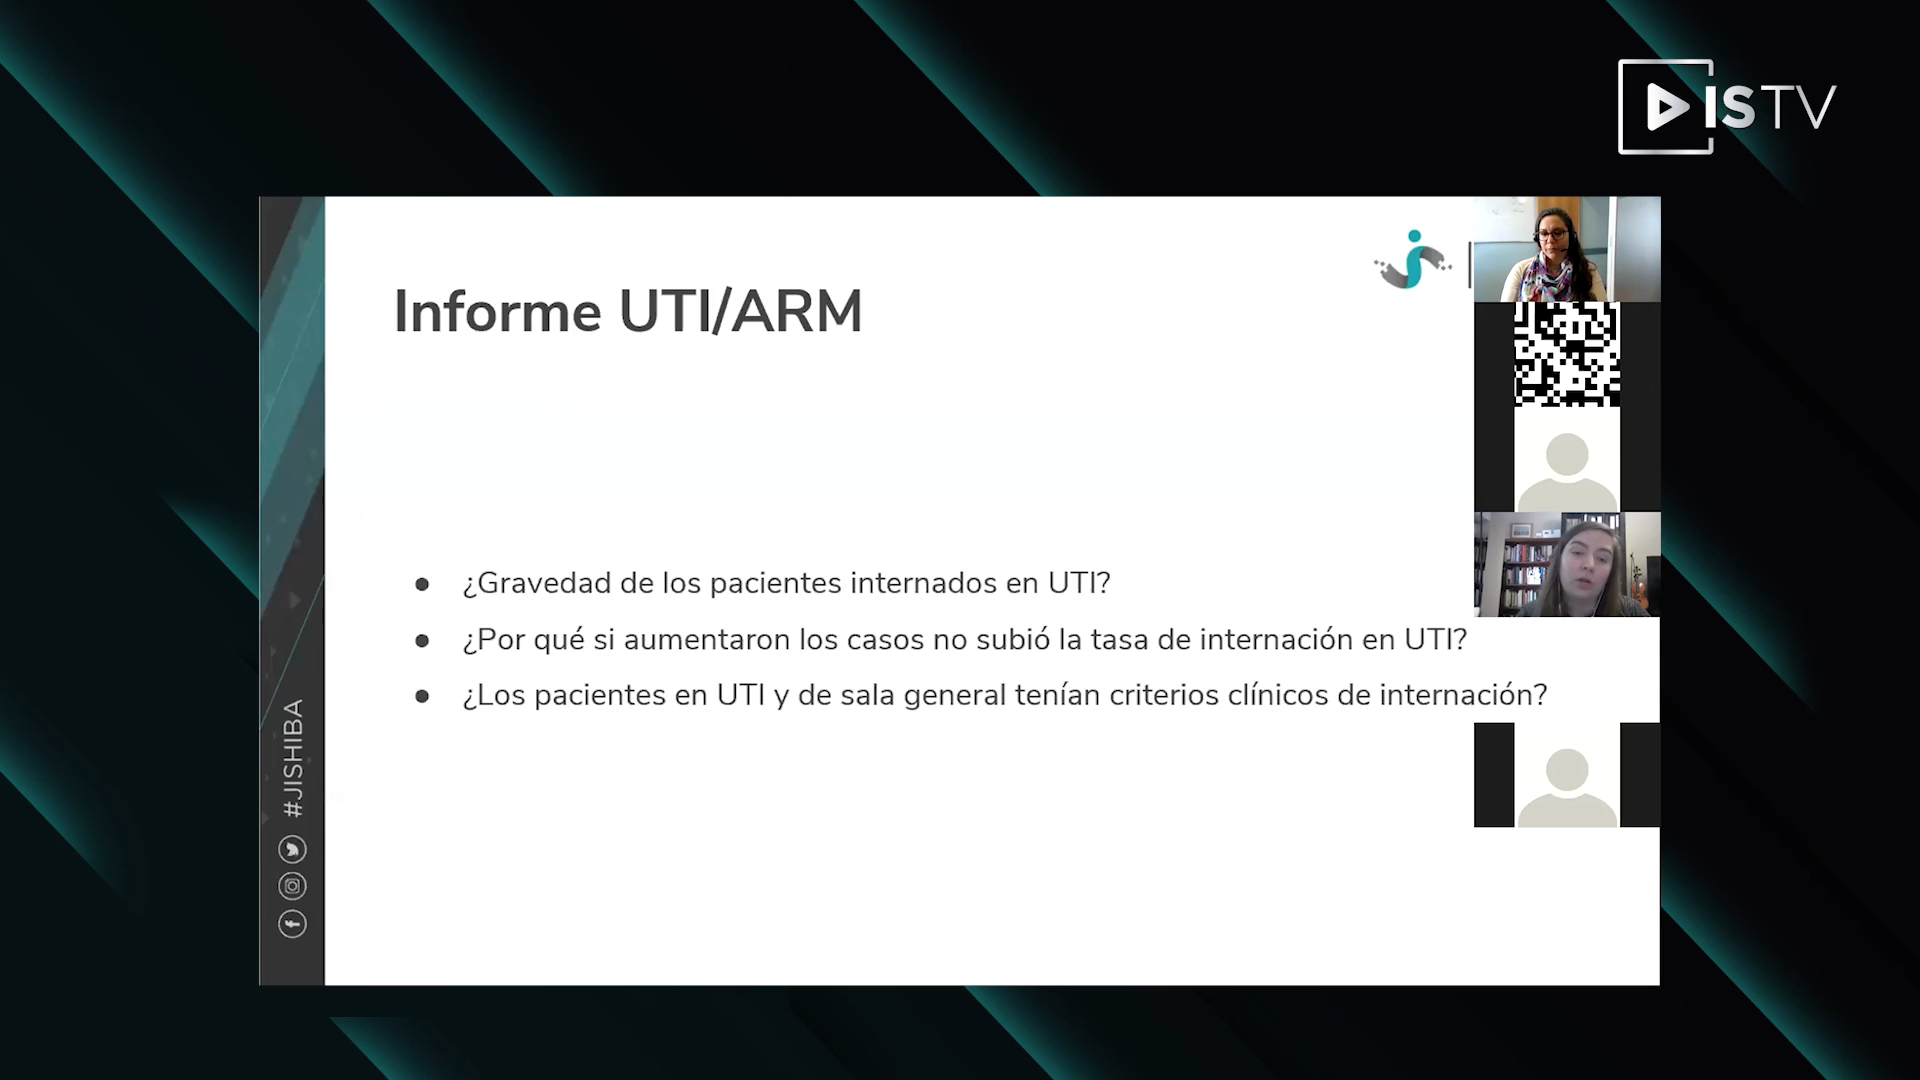 ISTV
Informe UTI/ARM
● ¿Gravedad de los pacientes internados en UTI?
● ¿Por qué si aumentaron los casos no subió la tasa de internación en UTI?
● ¿Los pacientes en UTI y de sala general tenían criterios clínicos de internación?
#JISHIBA